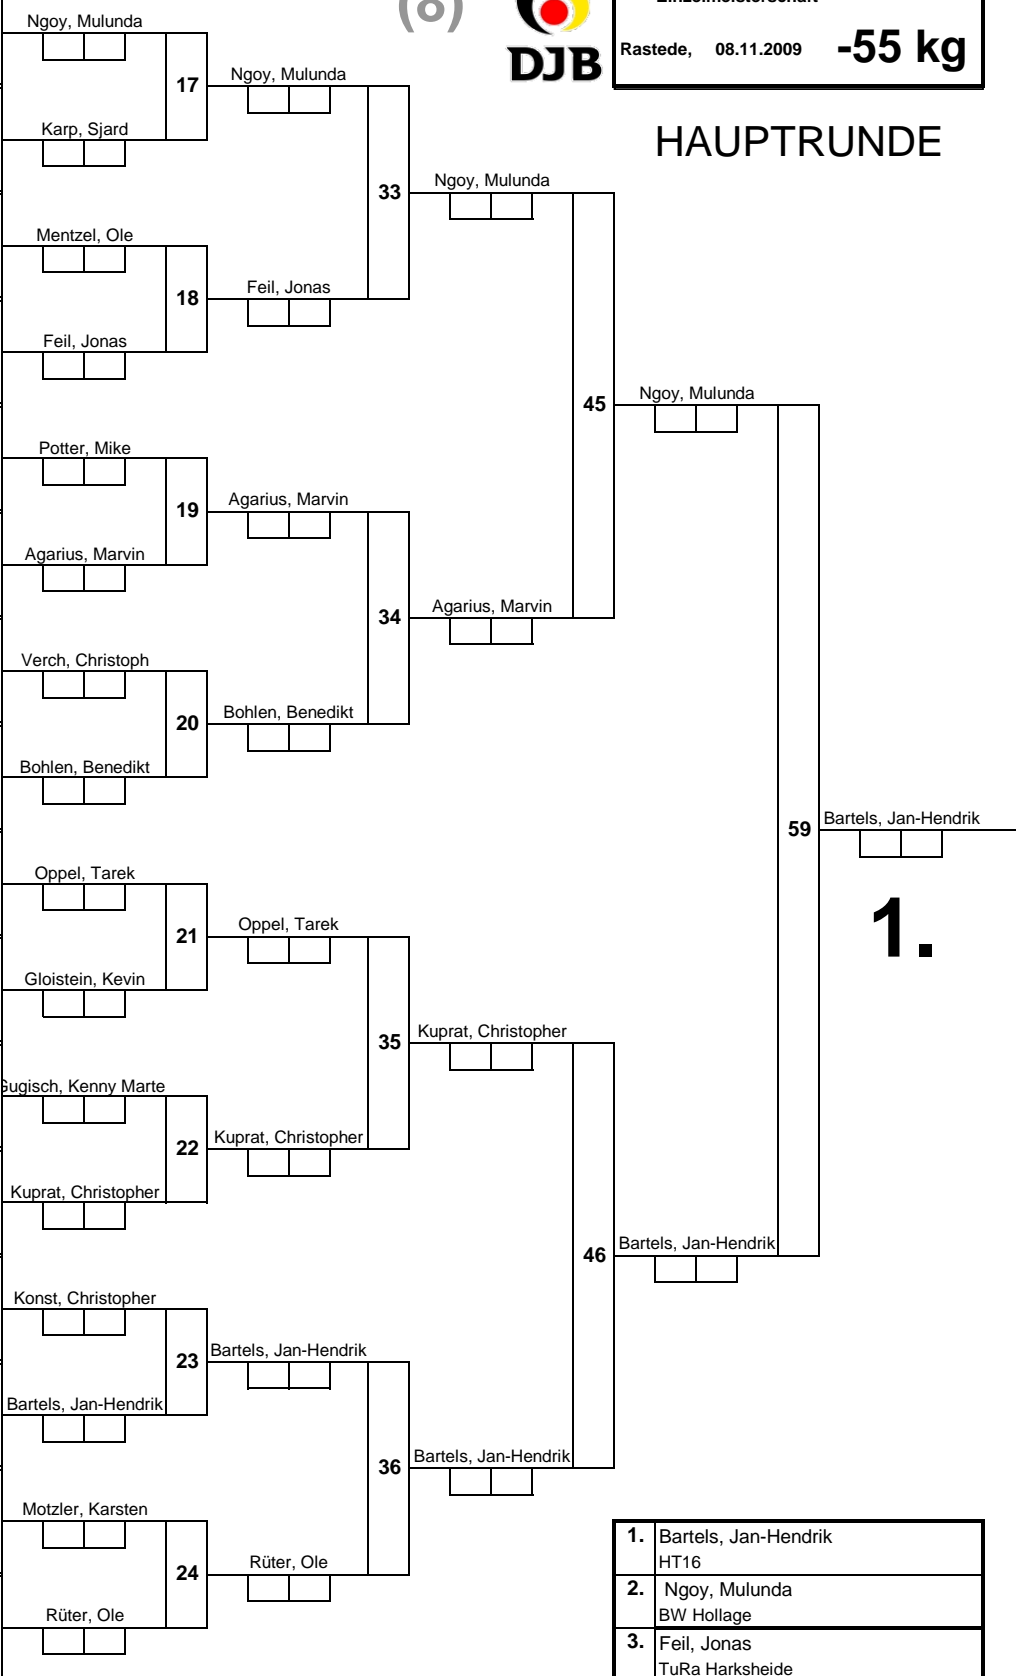 (8)
DJB
Einzelmeisterschaft
Rastede, 08.11.2009 -55 kg
HAUPTRUNDE
Ngoy, Mulunda
17
Karp, Sjard
Ngoy, Mulunda
33
Mentzel, Ole
18
Feil, Jonas
Feil, Jonas
Ngoy, Mulunda
45
Potter, Mike
19
Agarius, Marvin
Agarius, Marvin
34
Verch, Christoph
20
Bohlen, Benedikt
Bohlen, Benedikt
Agarius, Marvin
Ngoy, Mulunda
59
Bartels, Jan-Hendrik
1.
Oppel, Tarek
21
Gloistein, Kevin
Oppel, Tarek
35
Gugisch, Kenny Marte
22
Kuprat, Christopher
Kuprat, Christopher
Kuprat, Christopher
46
Bartels, Jan-Hendrik
Konst, Christopher
23
Bartels, Jan-Hendrik
Bartels, Jan-Hendrik
36
Bartels, Jan-Hendrik
Motzler, Karsten
24
Rüter, Ole
Rüter, Ole
1. Bartels, Jan-Hendrik
HT16
2. Ngoy, Mulunda
BW Hollage
3. Feil, Jonas
TuRa Harksheide